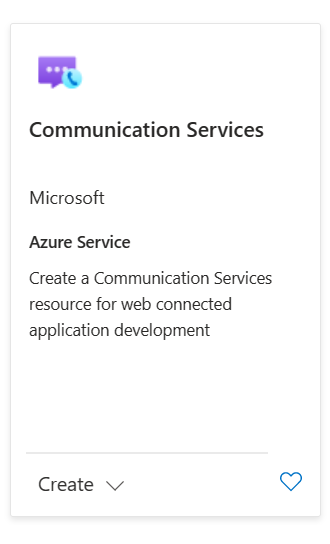 Communication Services
Microsoft
Azure Service
Create a Communication Services
resource for web connected
application development
Create